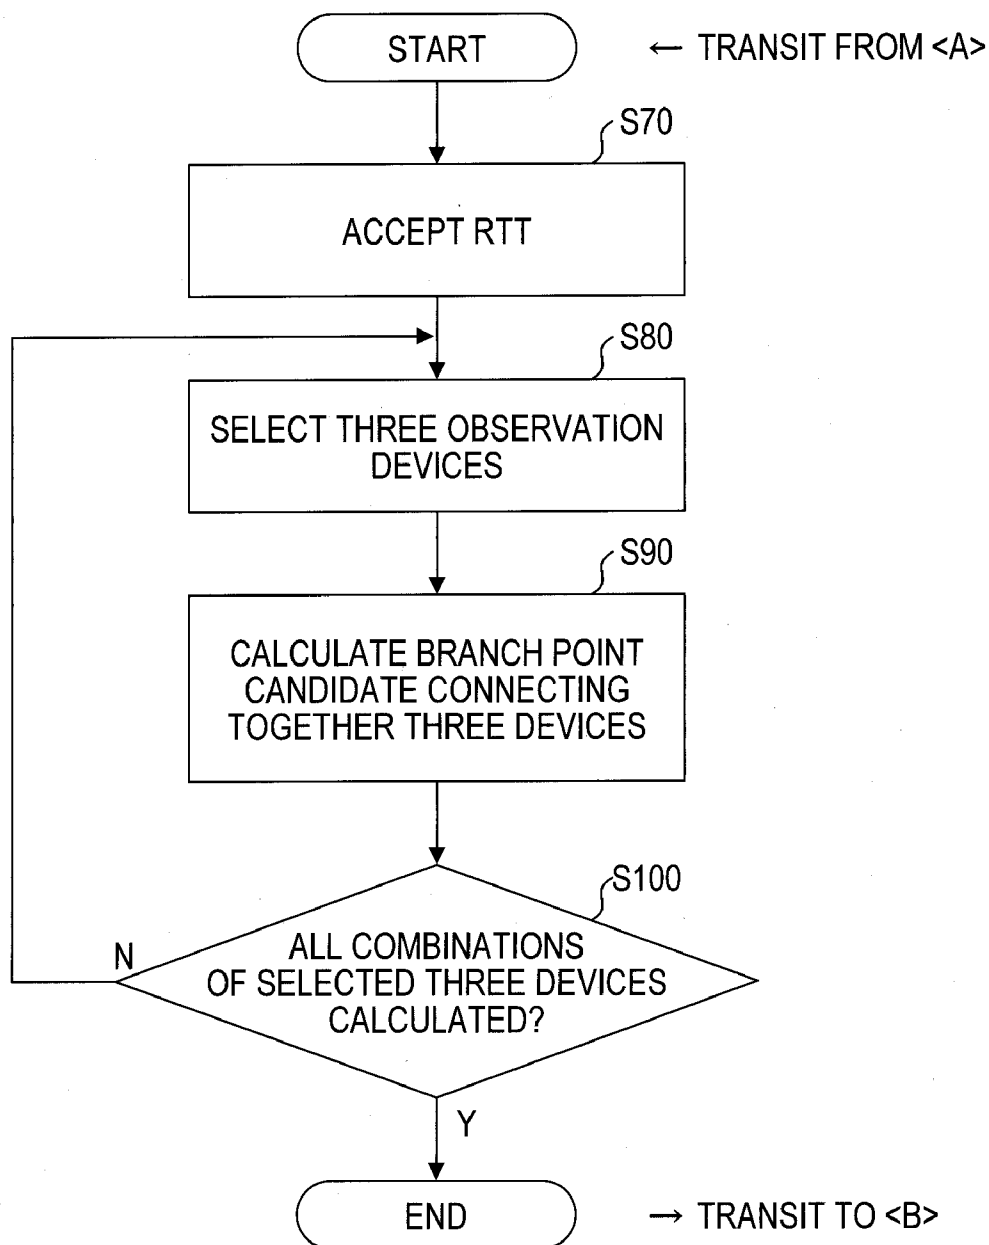 START
← TRANSIT FROM <A>
S70
ACCEPT RTT
S80
SELECT THREE OBSERVATION
DEVICES
S90
CALCULATE BRANCH POINT
CANDIDATE CONNECTING
TOGETHER THREE DEVICES
S100
ALL COMBINATIONS
OF SELECTED THREE DEVICES
CALCULATED?
N
Y
END
→ TRANSIT TO <B>